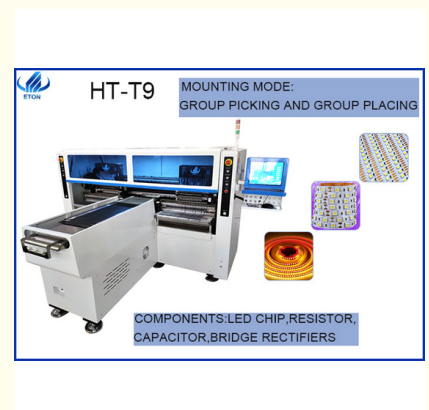 ETON
HT-T9
MOUNTING MODE:
GROUP PICKING AND GROUP PLACING
COMPONENTS:LED CHIP,RESISTOR,
CAPACITOR,BRIDGE RECTIFIERS